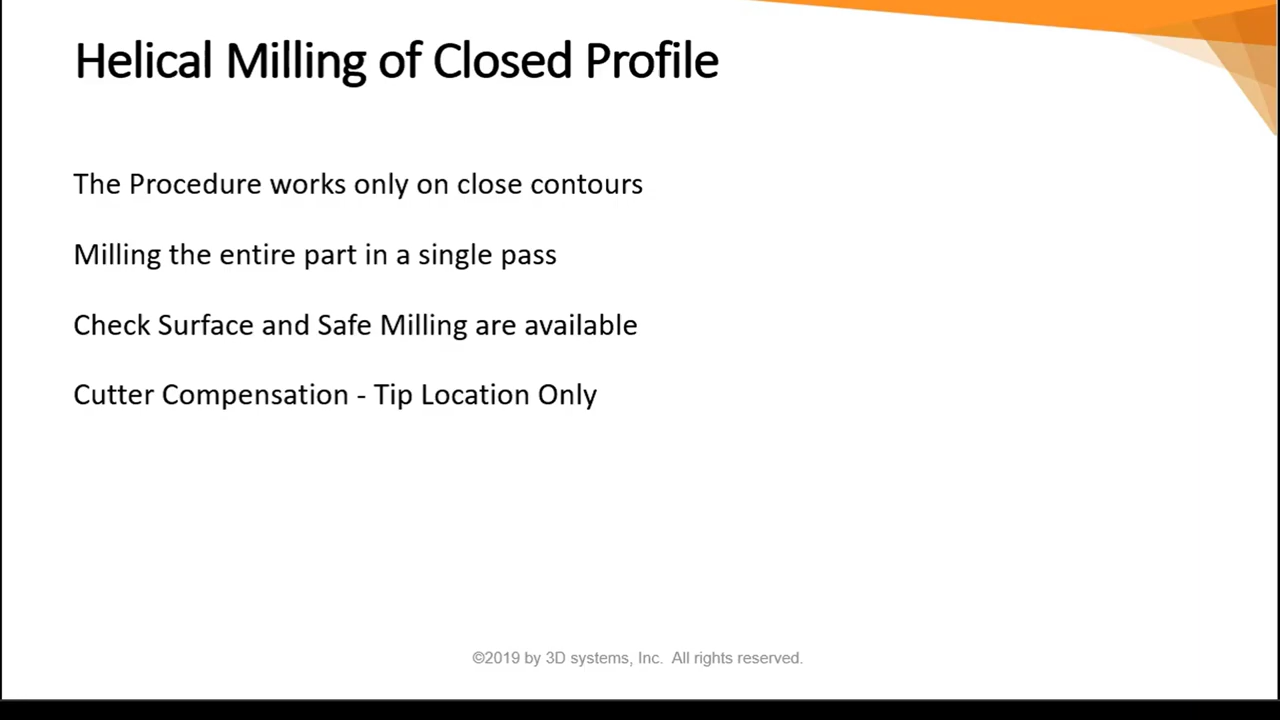 Helical Milling of Closed Profile
The Procedure works only on close contours
Milling the entire part in a single pass
Check Surface and Safe Milling are available
Cutter Compensation - Tip Location Only
©2019 by 3D systems, Inc. All rights reserved.